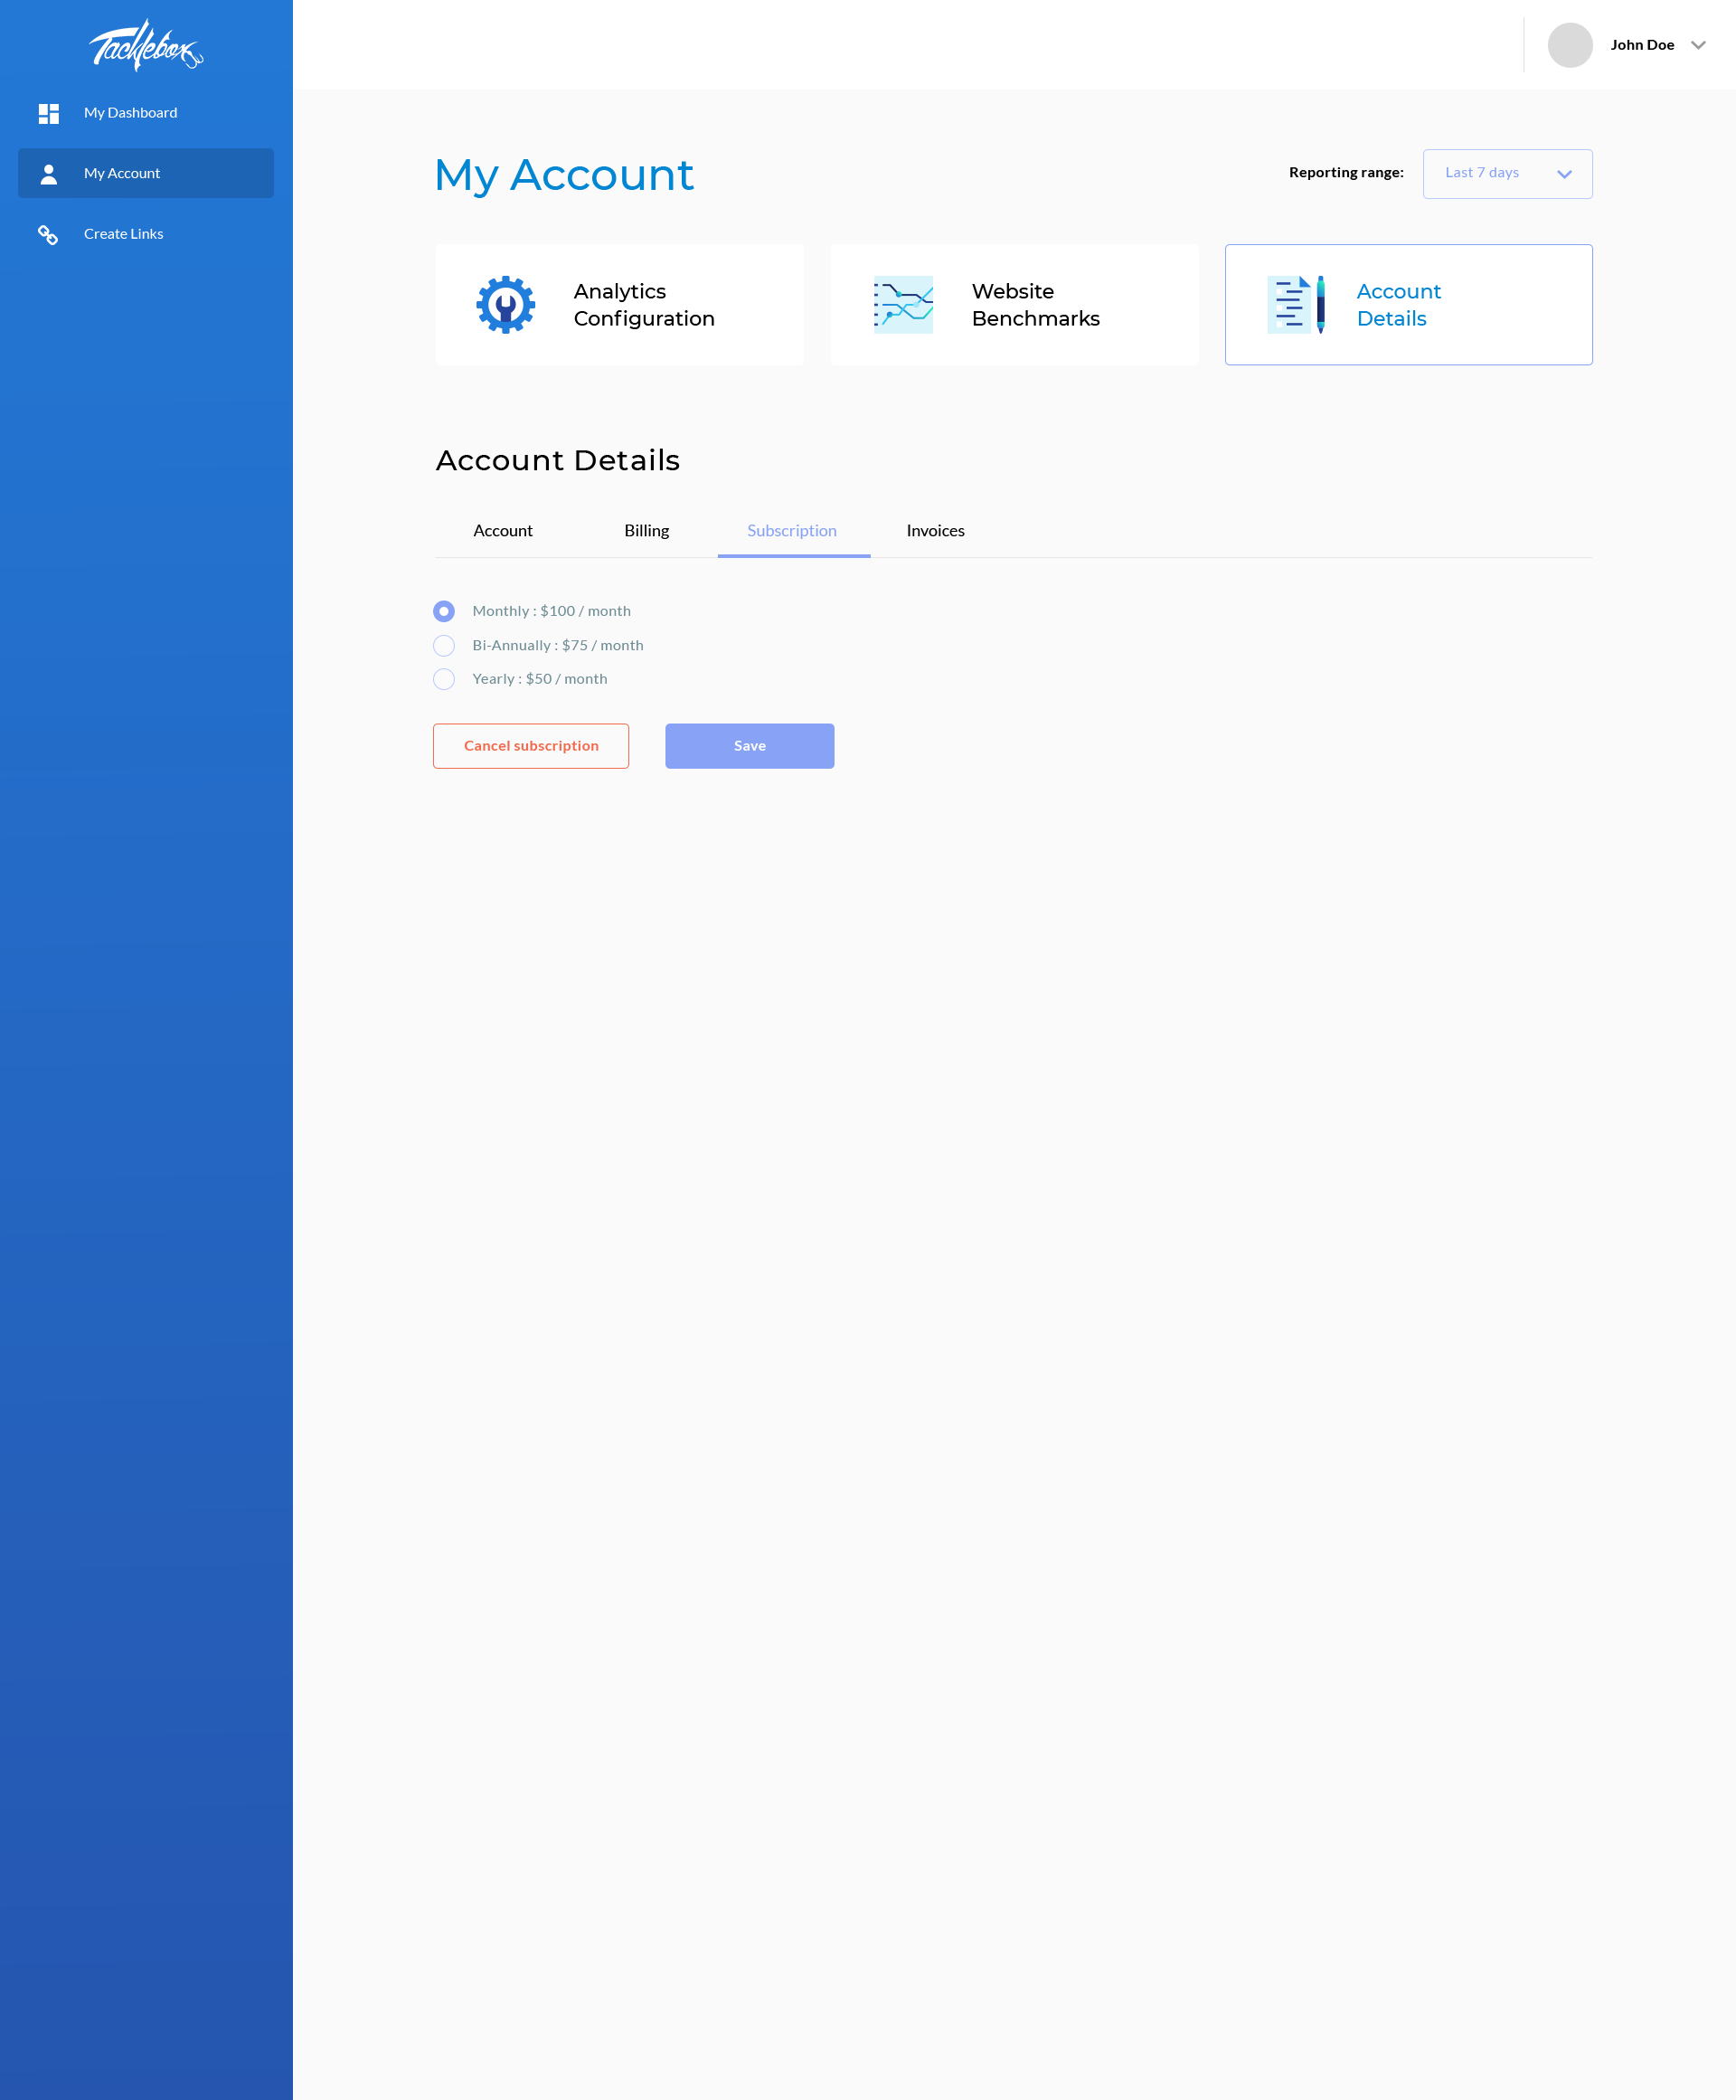 Tacklebox
John Doe
My Dashboard
My Account
Create Links
My Account
Reporting range:
Last 7 days
Analytics
Configuration
Website
Benchmarks
Account
Details
Account Details
Account
Billing
Subscription
Invoices
Monthly : $100 / month
Bi-Annually : $75 / month
Yearly : $50 / month
Cancel subscription
Save